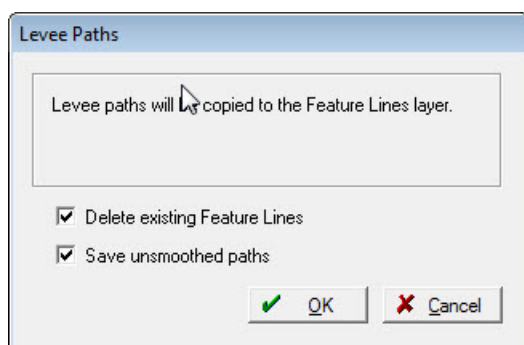 Levee Paths
Levee paths will be copied to the Feature Lines layer.
Delete existing Feature Lines
Save unsmoothed paths
OK
Cancel